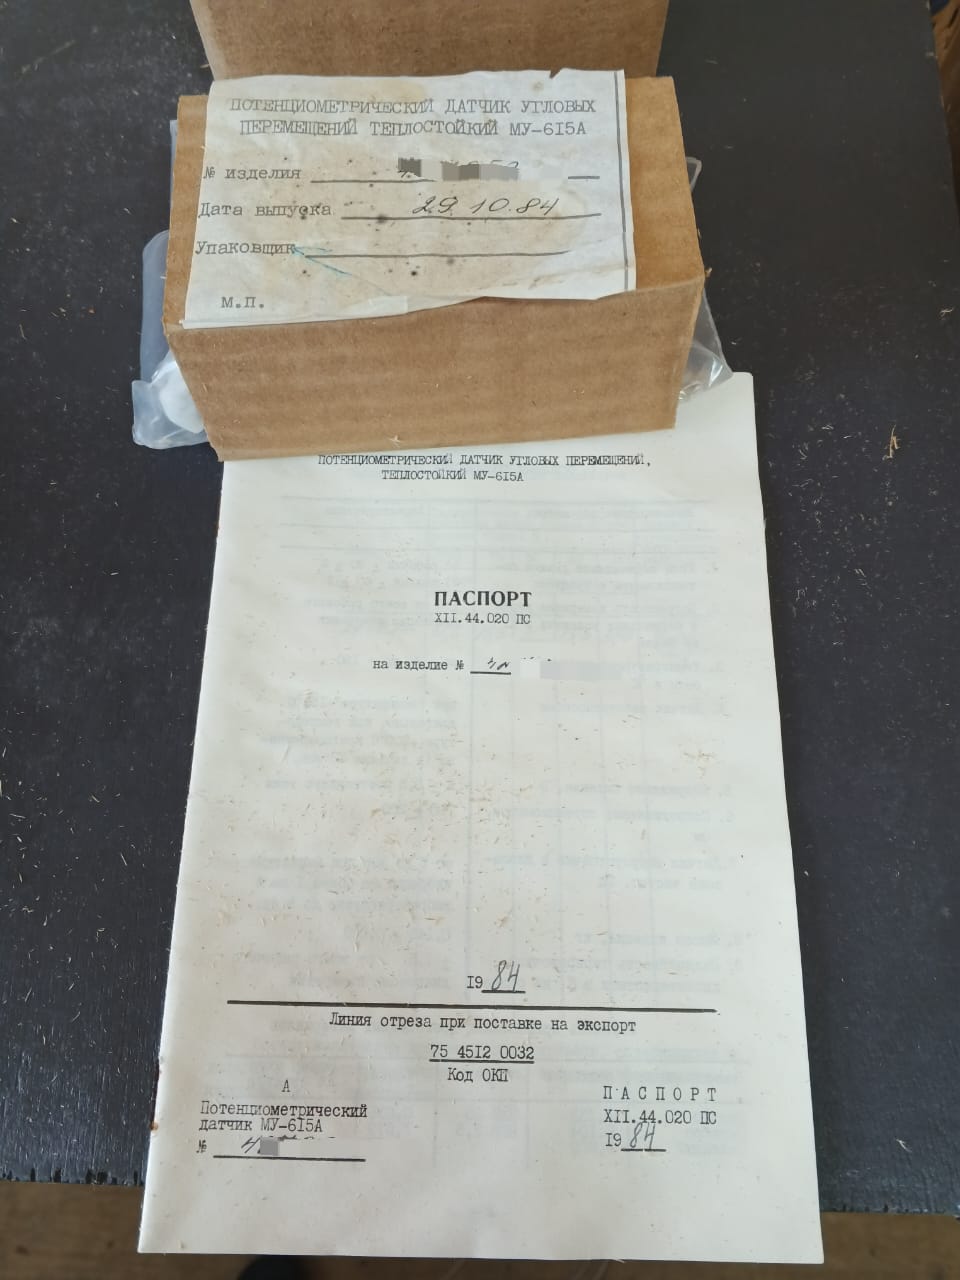 ПОТЕНЦИОМЕТРИЧЕСКИЙ ДАТЧИК УГЛОВЫХ
ПЕРЕМЕЩЕНИЙ ТЕПЛОСТОЙКИЙ МУ-615А
№ изделия
Дата выпуска 29.10.84
Упаковщик
М.П.
ПОТЕНЦИОМЕТРИЧЕСКИЙ ДАТЧИК УГЛОВЫХ ПЕРЕМЕЩЕНИЙ,
ТЕПЛОСТОЙКИЙ МУ-615А
ПАСПОРТ
XII.44.020 ПС
на изделие №
1984
Линия отреза при поставке на экспорт
75 4512 0032
Код ОКП
А
Потенциометрический
датчик МУ-615А
№
ПАСПОРТ
XII.44.020 ПС
1984